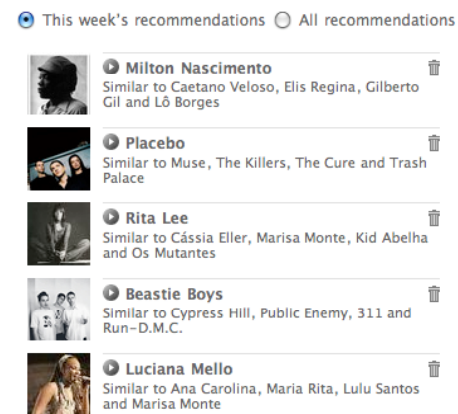 This week's recommendations All recommendations
Milton Nascimento
Similar to Caetano Veloso, Elis Regina, Gilberto
Gil and Lô Borges
Placebo
Similar to Muse, The Killers, The Cure and Trash
Palace
Rita Lee
Similar to Cássia Eller, Marisa Monte, Kid Abelha
and Os Mutantes
Beastie Boys
Similar to Cypress Hill, Public Enemy, 311 and
Run-D.M.C.
Luciana Mello
Similar to Ana Carolina, Maria Rita, Lulu Santos
and Marisa Monte